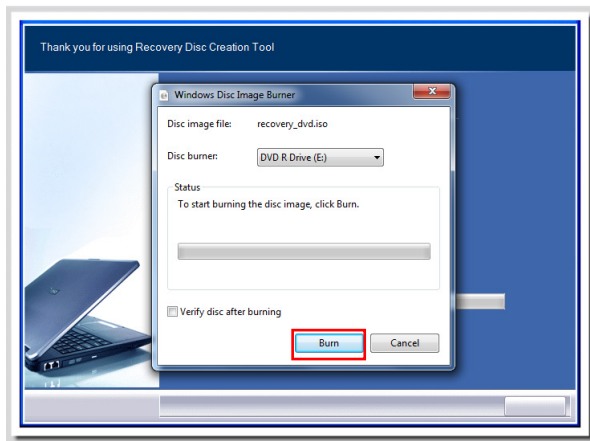 Thank you for using Recovery Disc Creation Tool
Windows Disc Image Burner
Disc image file: recovery_dvd.iso
Disc burner: DVD R Drive (E:)
Status
To start burning the disc image, click Burn.
Verify disc after burning
Burn Cancel